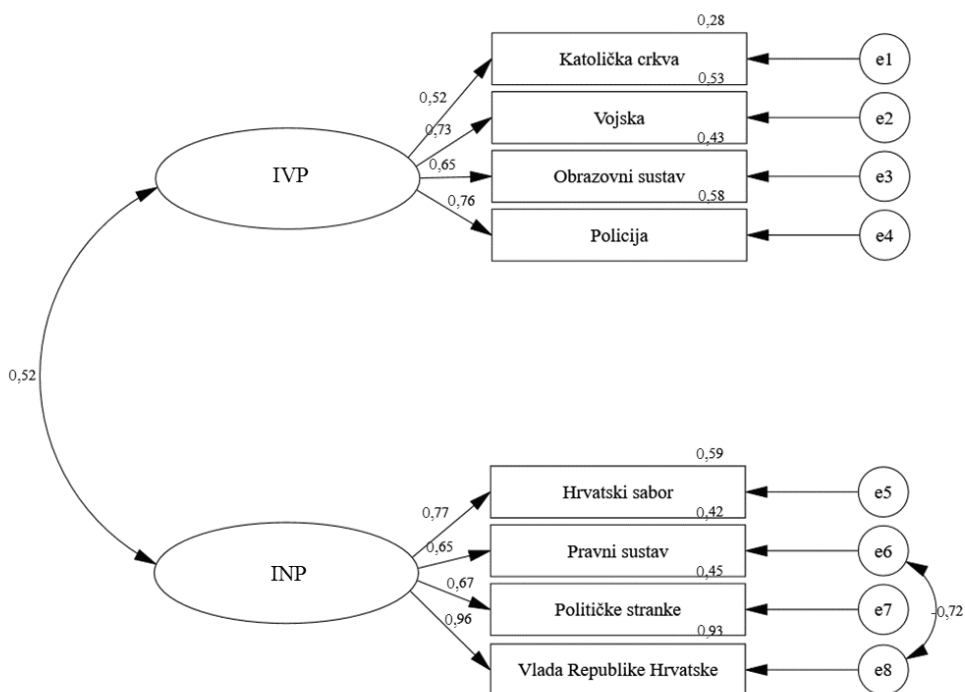 0,28
Katolička crkva
e1
0,52
0,53
Vojska
e2
0,73
0,43
Obrazovni sustav
e3
0,65
0,58
Policija
e4
0,76
IVP
0,52
0,59
Hrvatski sabor
e5
0,77
0,42
Pravni sustav
e6
0,65
0,45
Političke stranke
e7
0,67
0,93
Vlada Republike Hrvatske
e8
0,96
INP
-0,72